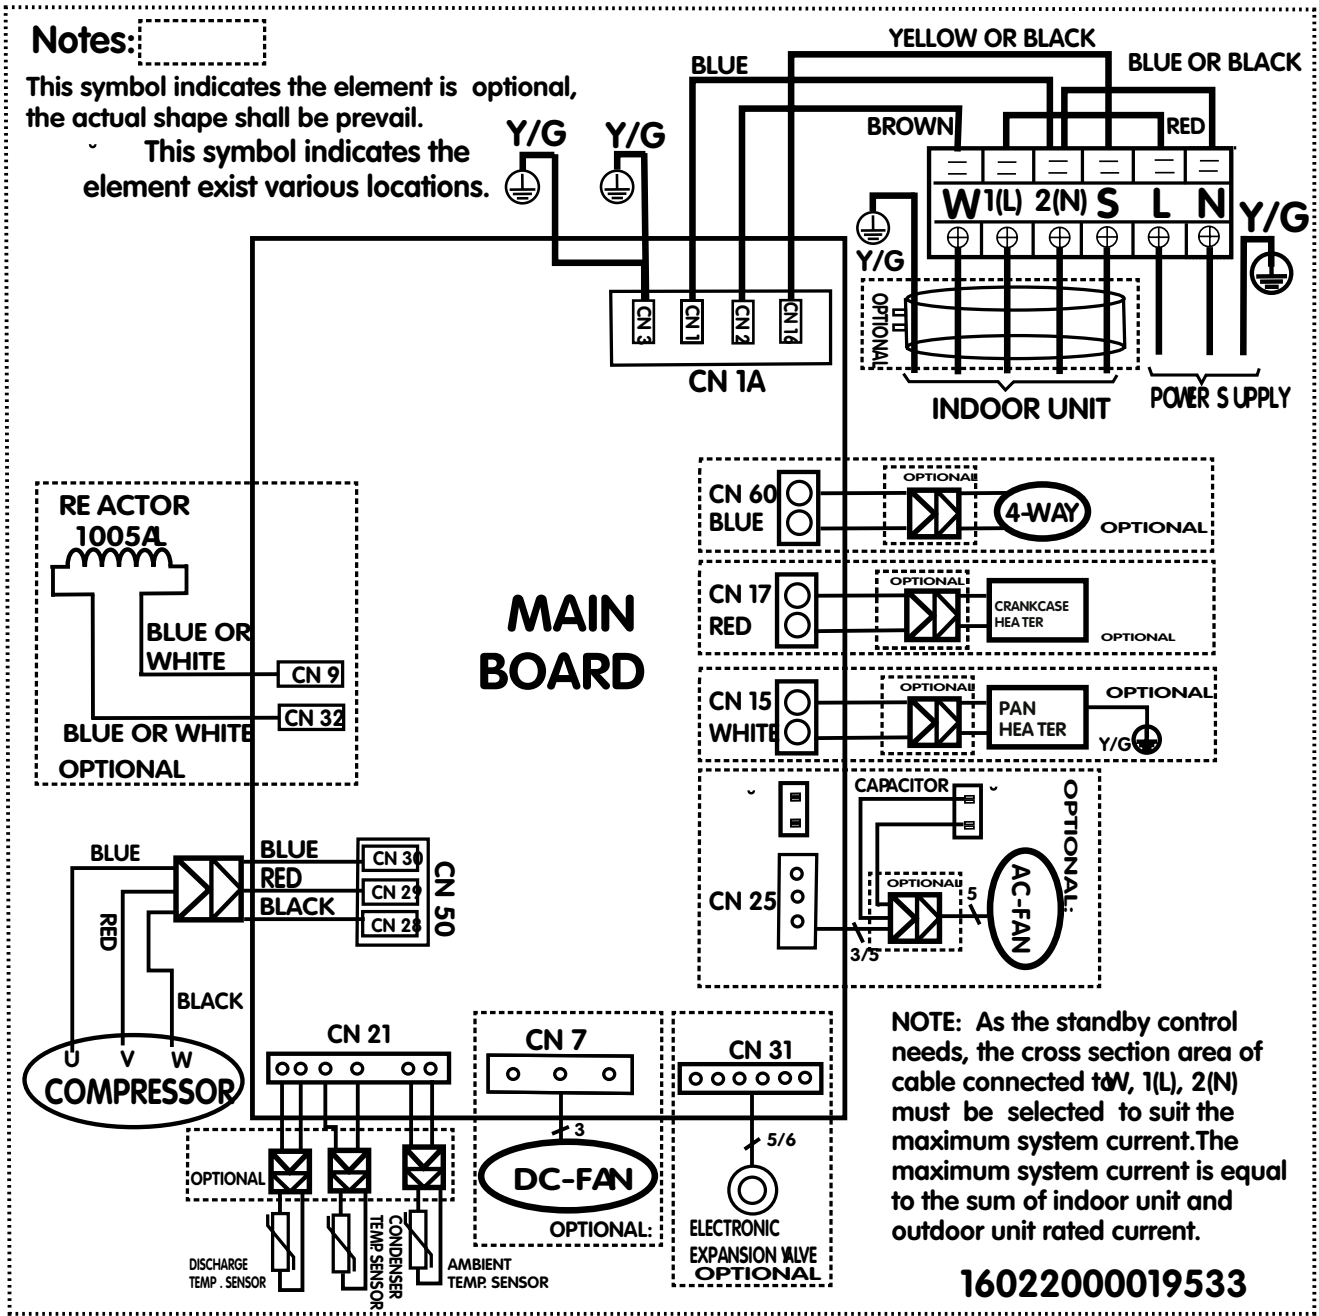 Notes:
This symbol indicates the element is optional,
the actual shape shall be prevail.
˘ This symbol indicates the
element exist various locations.
Y/G
Y/G
BLUE
YELLOW OR BLACK
BLUE OR BLACK
BROWN
RED
W 1(L) 2(N) S L N
Y/G
Y/G
OPTIONAL
INDOOR UNIT
POWER SUPPLY
CN 3
CN 1
CN 2
CN 16
CN 1A
RE ACTOR
1005AL
BLUE OR
WHITE
CN 9
CN 32
BLUE OR WHITE
OPTIONAL
MAIN
BOARD
CN 60
BLUE
OPTIONAL
4-WAY
OPTIONAL
CN 17
RED
OPTIONAL
CRANKCASE
HEATER
OPTIONAL
CN 15
WHITE
OPTIONAL
PAN
HEATER
OPTIONAL
Y/G
˘
CAPACITOR
˘
OPTIONAL:
CN 25
OPTIONAL
3/5
5
AC-FAN
BLUE
RED
BLACK
BLUE
RED
BLACK
CN 30
CN 29
CN 28
CN 50
U V W
COMPRESSOR
CN 21
OPTIONAL
DISCHARGE
TEMP . SENSOR
CONDENSER
TEMP. SENSOR
AMBIENT
TEMP. SENSOR
CN 7
3
DC-FAN
OPTIONAL:
CN 31
5/6
ELECTRONIC
EXPANSION VALVE
OPTIONAL
NOTE: As the standby control
needs, the cross section area of
cable connected toW, 1(L), 2(N)
must be selected to suit the
maximum system current.The
maximum system current is equal
to the sum of indoor unit and
outdoor unit rated current.
16022000019533